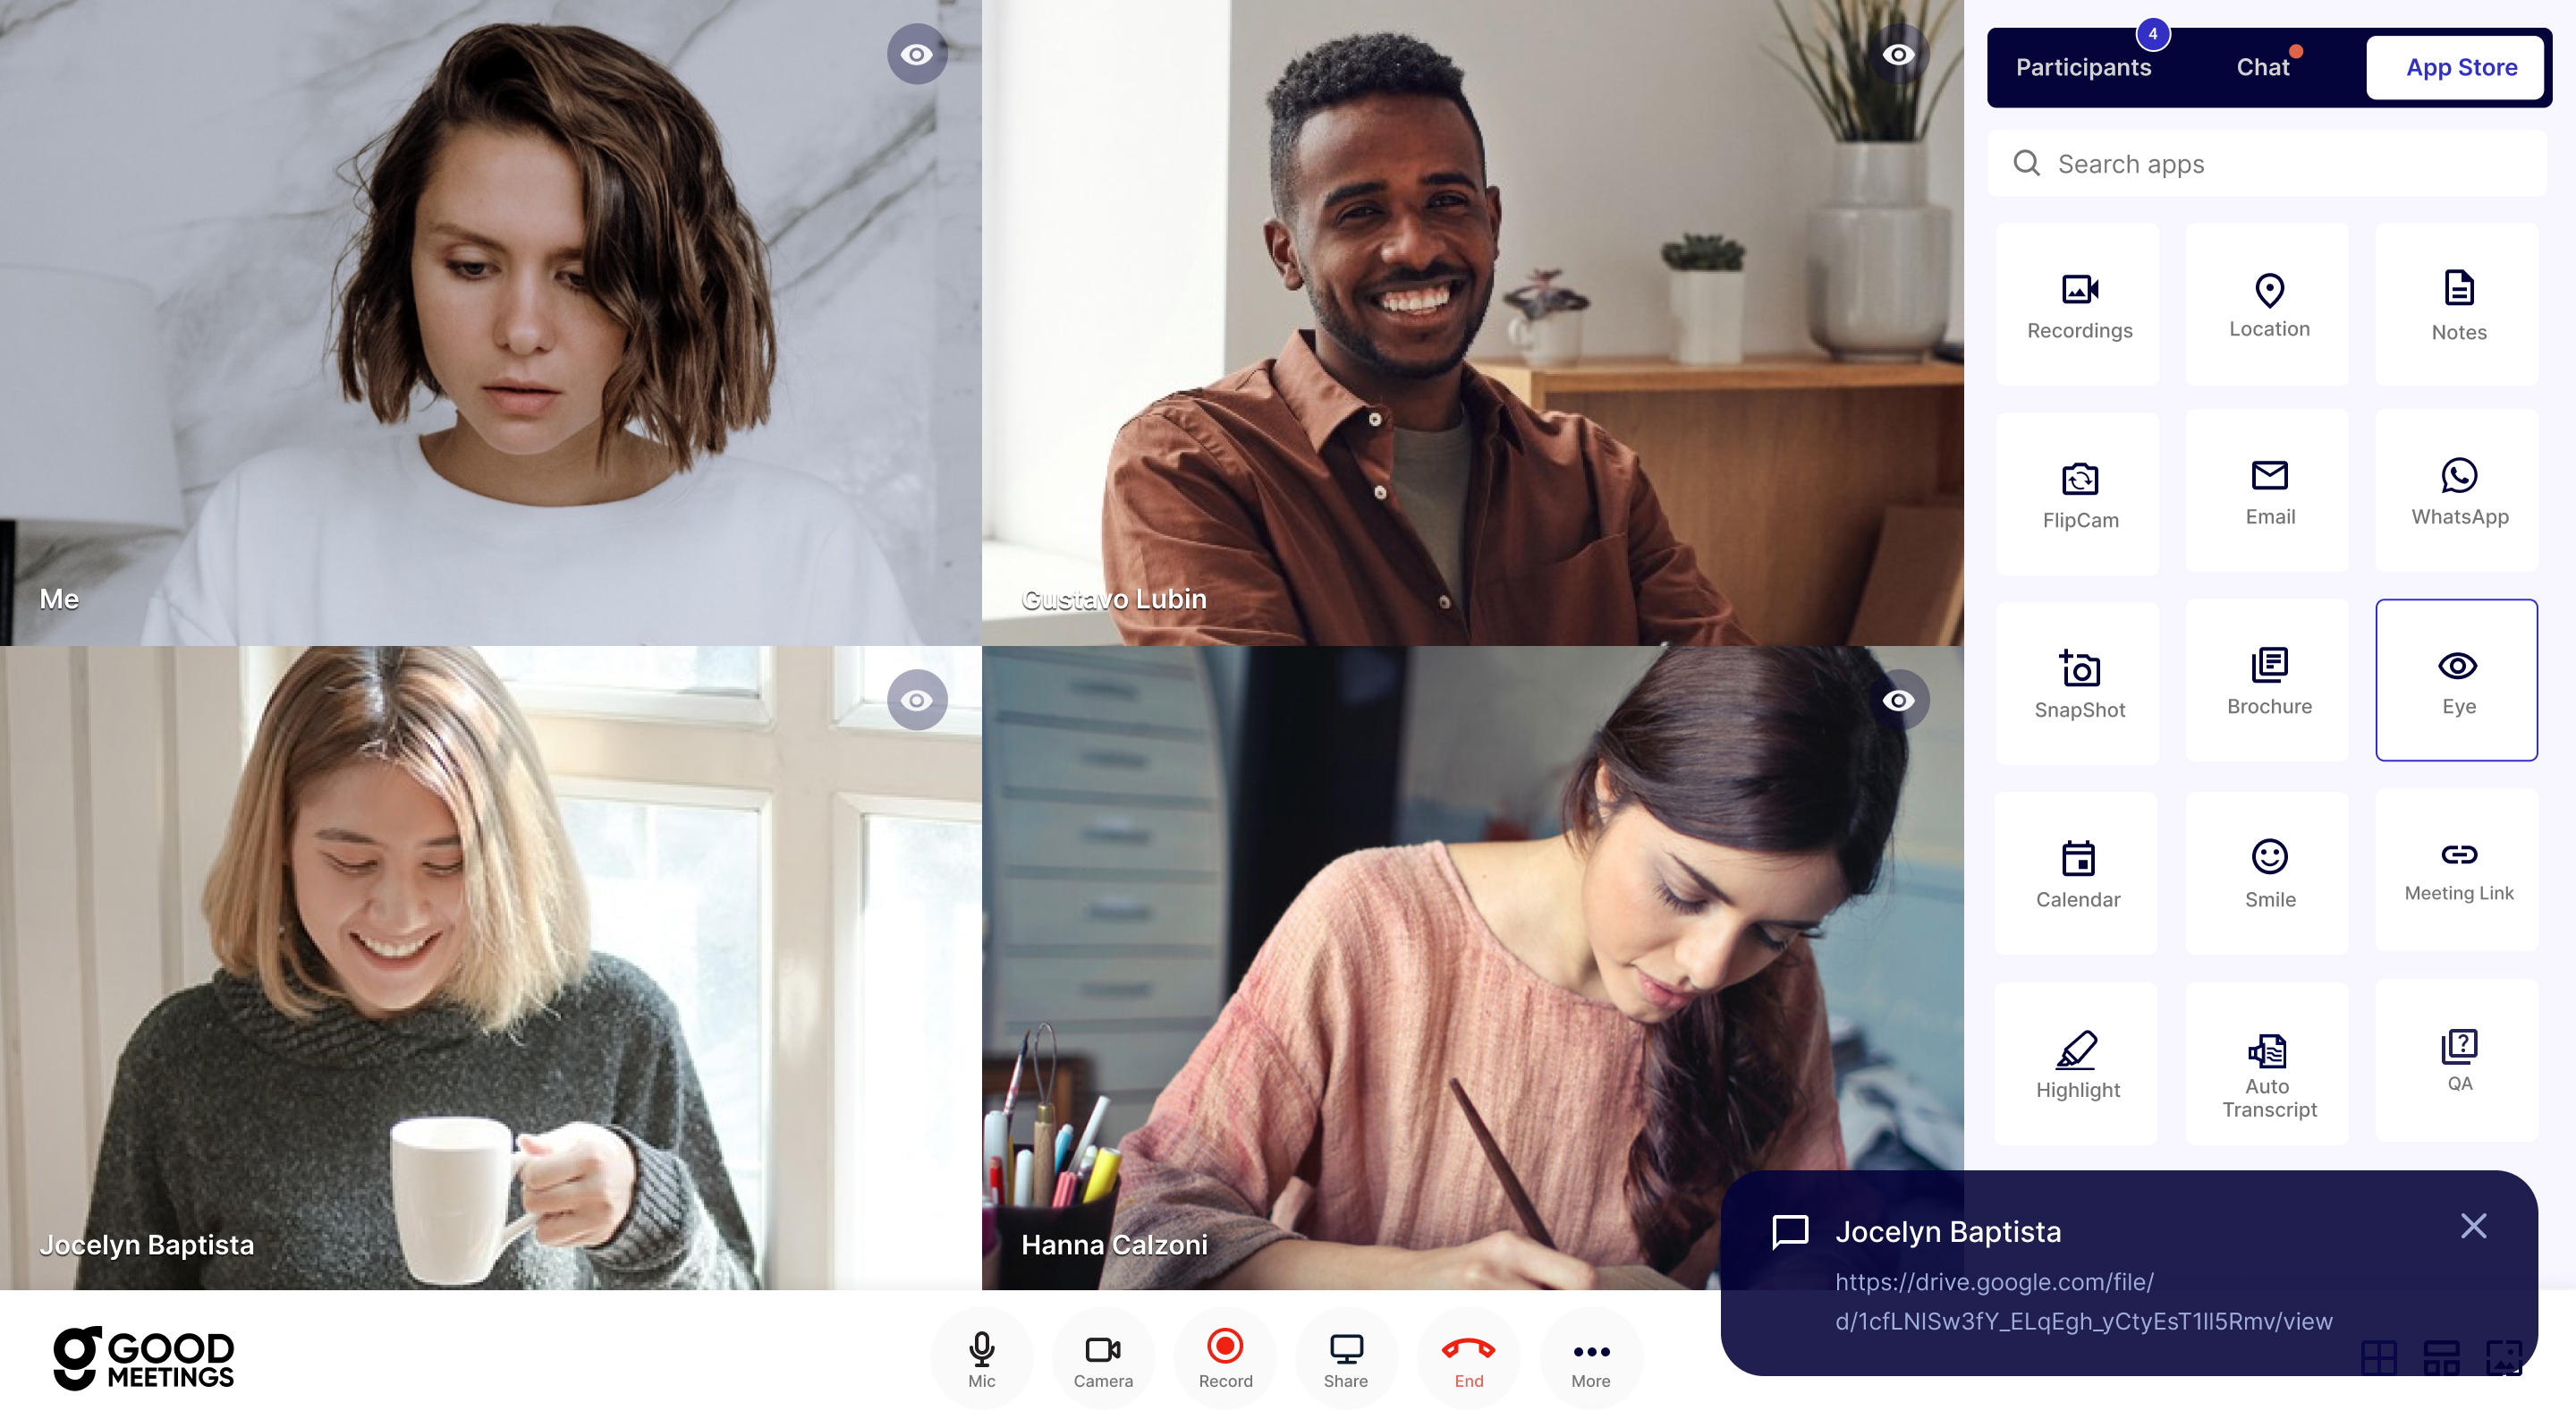 Participants
4
Chat
App Store
Search apps
Recordings
Location
Notes
FlipCam
Email
WhatsApp
SnapShot
Brochure
Eye
Calendar
Smile
Meeting Link
Highlight
Auto
Transcript
QA
Me
Gustavo Lubin
Jocelyn Baptista
Hanna Calzoni
Jocelyn Baptista
https://drive.google.com/file/
d/1cfLNISw3fY_ELqEgh_yCtyEsT1Il5Rmv/view
GOOD
MEETINGS
Mic
Camera
Record
Share
End
More